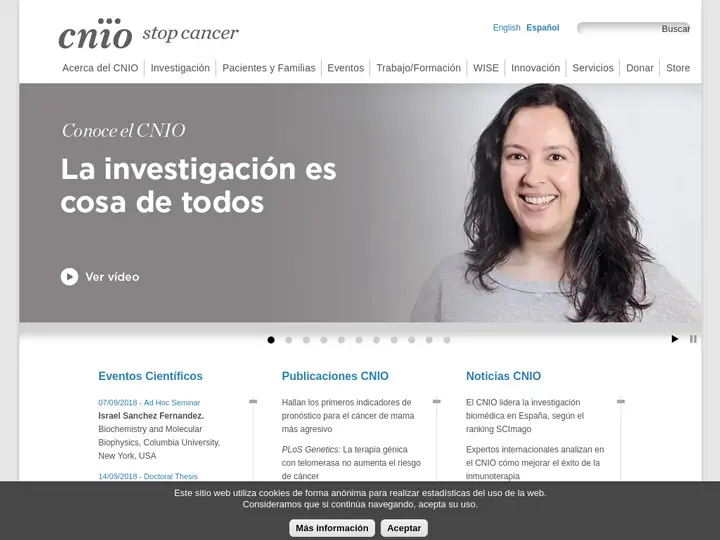 cnio stop cancer
English Español
Buscar
Acerca del CNIO Investigación Pacientes y Familias Eventos Trabajo/Formación WISE Innovación Servicios Donar Store
Conoce el CNIO
La investigación es
cosa de todos
Ver vídeo
Eventos Científicos
07/09/2018 - Ad Hoc Seminar
Israel Sanchez Fernandez.
Biochemistry and Molecular
Biophysics, Columbia University,
New York, USA
14/09/2018 - Doctoral Thesis
Publicaciones CNIO
Hallan los primeros indicadores de
pronóstico para el cáncer de mama
más agresivo
PLoS Genetics: La terapia génica
con telomerasa no aumenta el riesgo
de cáncer
Noticias CNIO
El CNIO lidera la investigación
biomédica en España, según el
ranking SCImago
Expertos internacionales analizan en
el CNIO cómo mejorar el éxito de la
inmunoterapia
Este sitio web utiliza cookies de forma anónima para realizar estadísticas del uso de la web.
Consideramos que si continúa navegando, acepta su uso.
Más información Aceptar